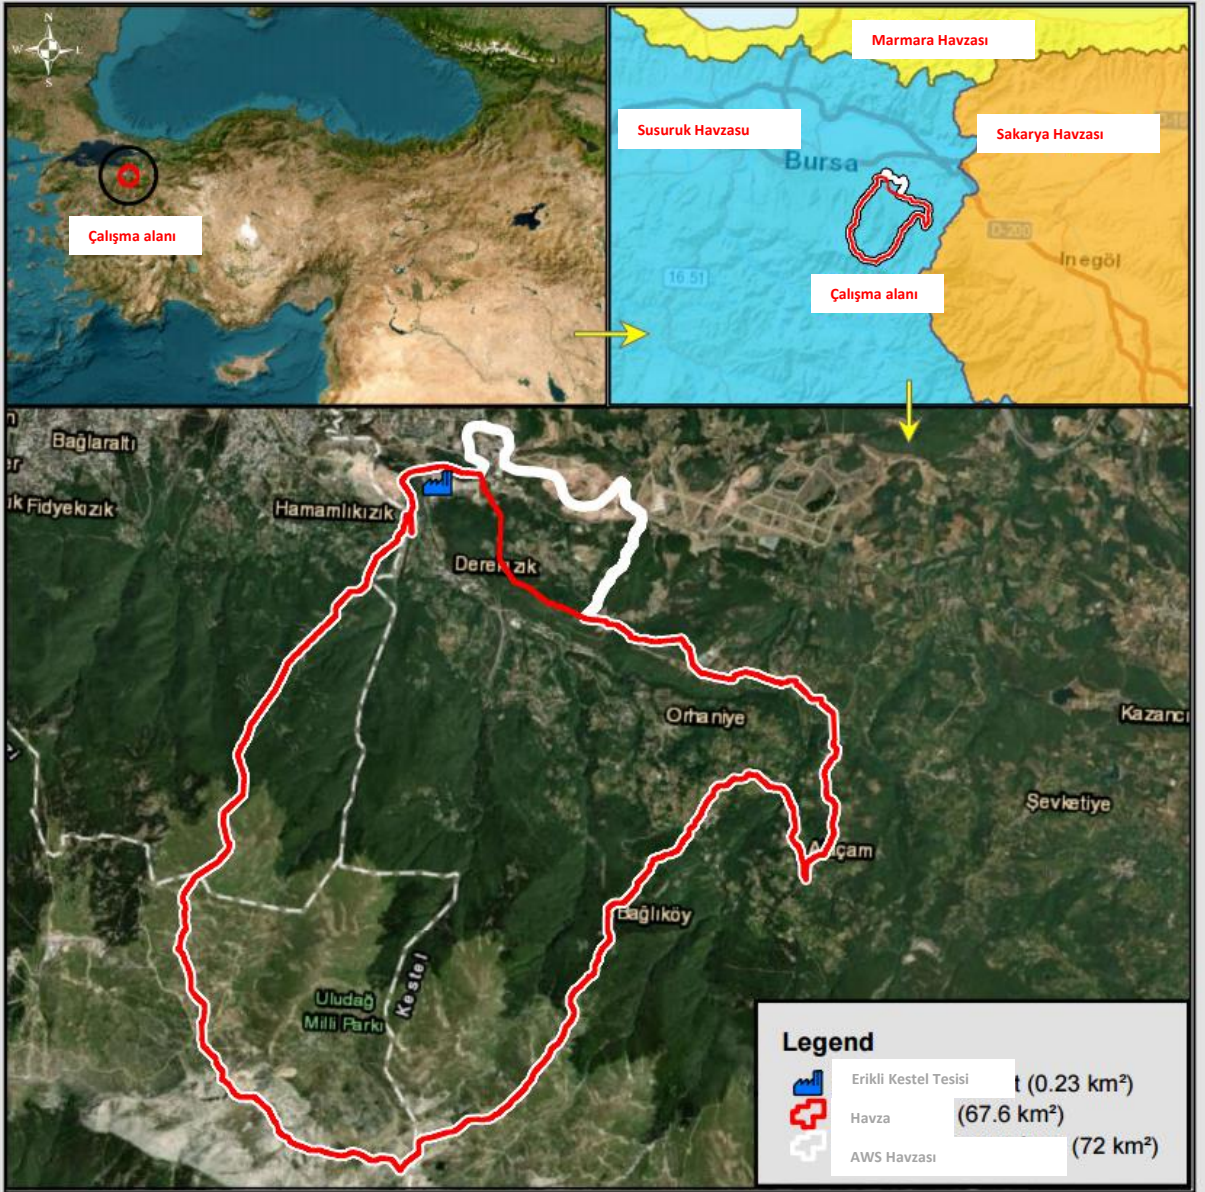 N
W
E
S
Çalışma alanı
Marmara Havzası
Susuruk Havzasu
Sakarya Havzası
Bursa
D-200
İnegöl
16.51
Çalışma alanı
Bağlaraltı
Fidyekızık
Hamamlıkızık
Derekızık
Orhaniye
Kazancı
Şevketiye
Bağlıköy
Uludağ
Milli Parkı
Kestel
Legend
Erikli Kestel Tesisi t (0.23 km²)
Havza (67.6 km²)
AWS Havzası (72 km²)